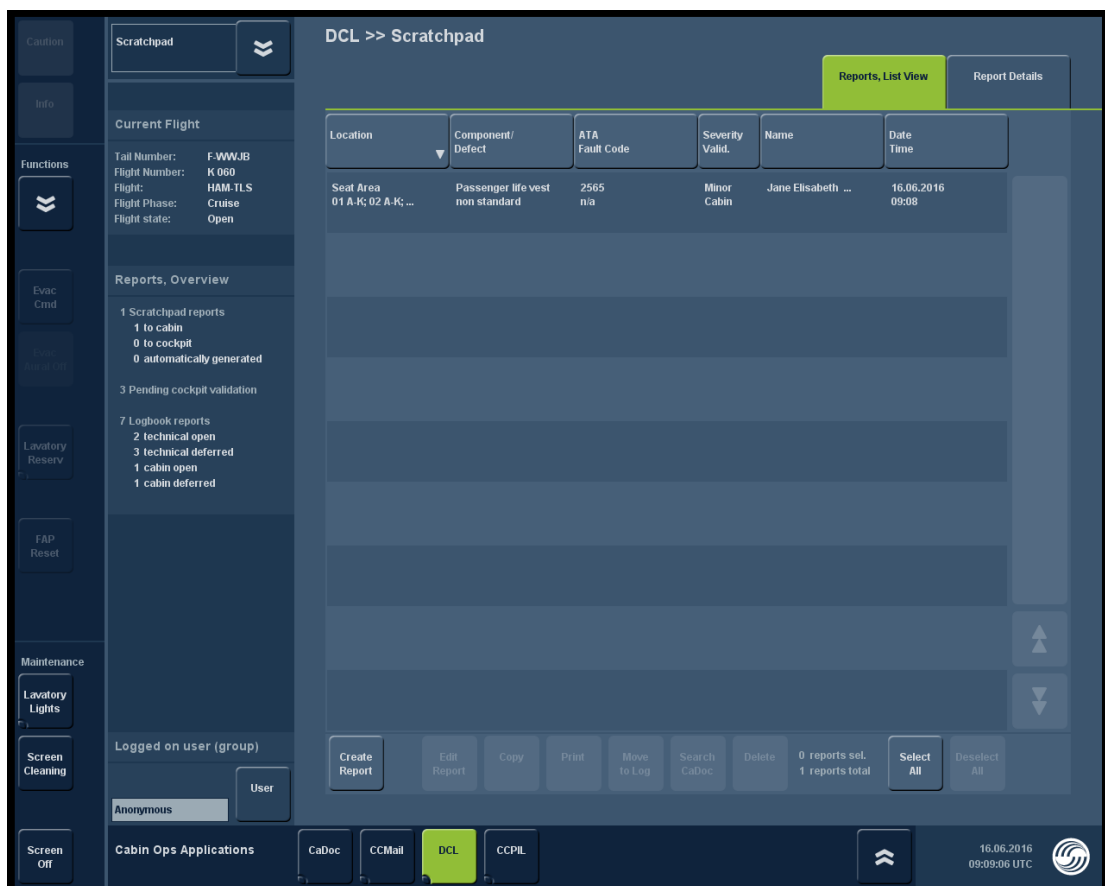 Caution
Info
Functions
Evac
Cmd
Evac
Lavatory
Reserv
FAP
Reset
Maintenance
Lavatory
Lights
Screen
Cleaning
Screen
Off
Scratchpad
Current Flight
Tail Number: F-WWJB
Flight Number: K 060
Flight: HAM-TLS
Flight Phase: Cruise
Flight state: Open
Reports, Overview
1 Scratchpad reports
1 to cabin
0 to cockpit
0 automatically generated
3 Pending cockpit validation
7 Logbook reports
2 technical open
3 technical deferred
1 cabin open
1 cabin deferred
Logged on user (group)
User
Anonymous
DCL >> Scratchpad
Reports, List View
Report Details
Location
Component/
Defect
ATA
Fault Code
Severity
Valid.
Name
Date
Time
Seat Area
01 A-K; 02 A-K; ...
Passenger life vest
non standard
2565
n/a
Minor
Cabin
Jane Elisabeth ...
16.06.2016
09:08
Create
Report
Edit
Report
Copy
Print
Move
to Log
Search
CaDoc
Delete
0 reports sel.
1 reports total
Select
All
Deselect
All
Cabin Ops Applications
CaDoc
CCMail
DCL
CCPIL
16.06.2016
09:09:06 UTC